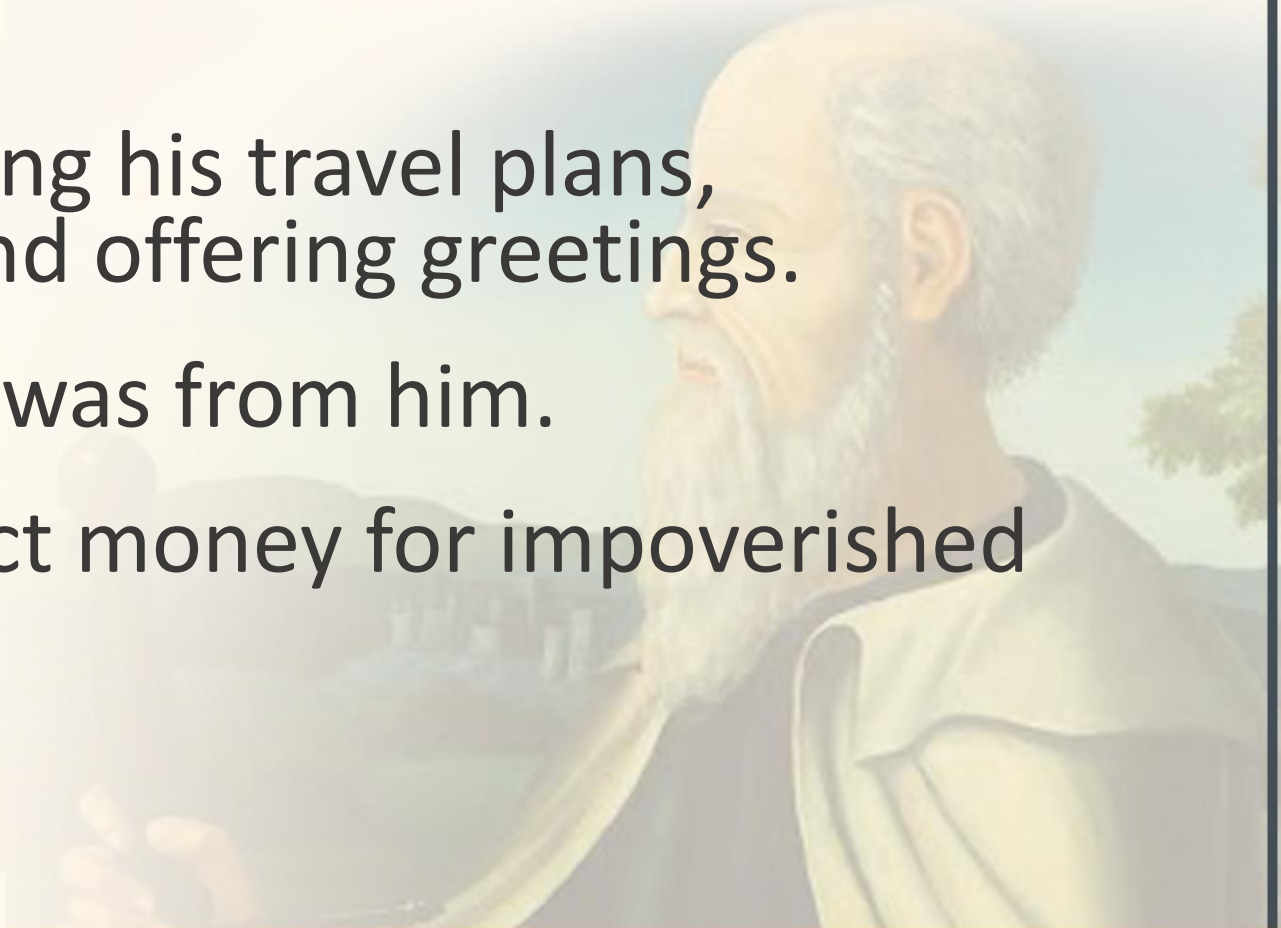 ng his travel plans,
nd offering greetings.
was from him.
ct money for impoverished